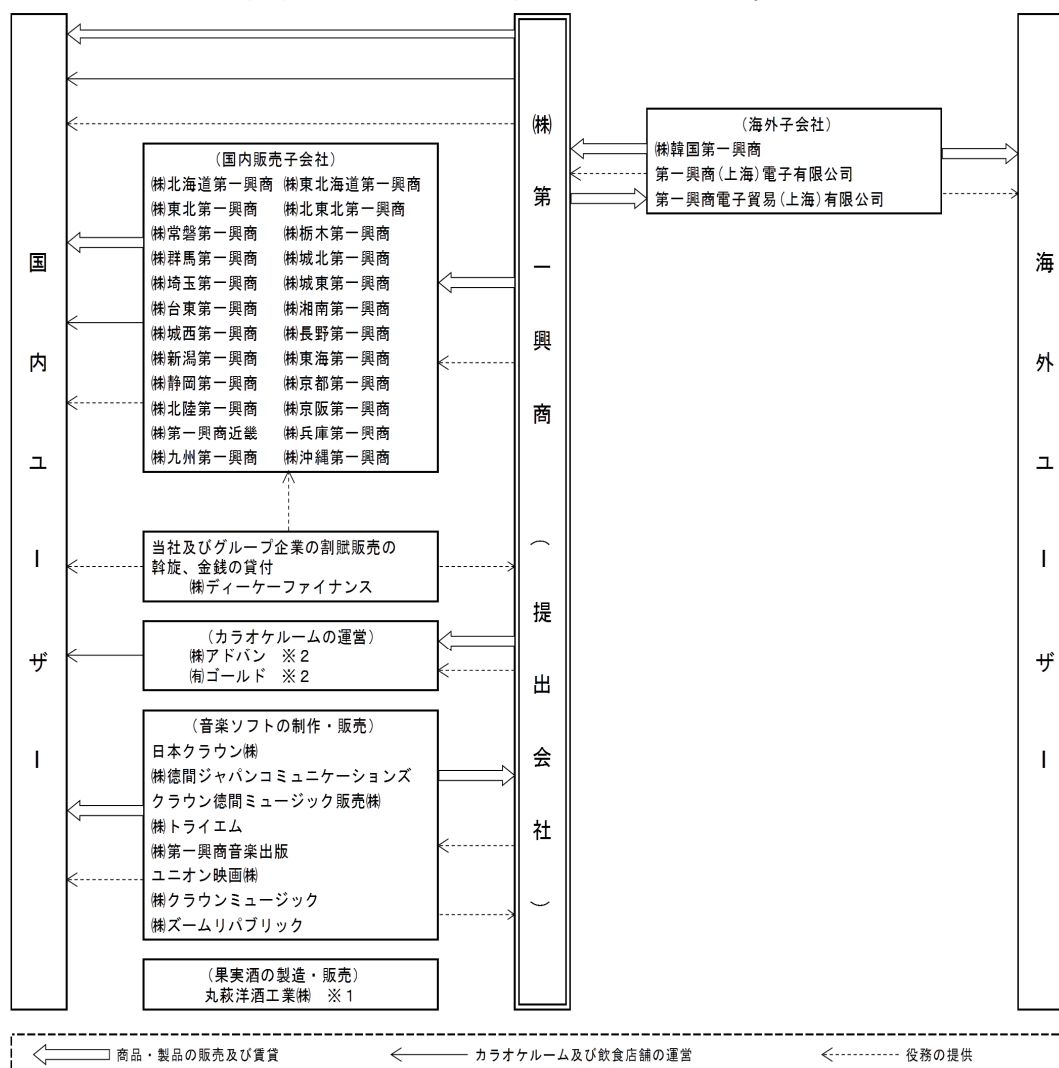 国内ユーザー
(国内販売子会社)
㈱北海道第一興商 ㈱東北海道第一興商
㈱東北第一興商 ㈱北東北第一興商
㈱常磐第一興商 ㈱栃木第一興商
㈱群馬第一興商 ㈱城北第一興商
㈱埼玉第一興商 ㈱城東第一興商
㈱台東第一興商 ㈱湘南第一興商
㈱城西第一興商 ㈱長野第一興商
㈱新潟第一興商 ㈱東海第一興商
㈱静岡第一興商 ㈱京都第一興商
㈱北陸第一興商 ㈱京阪第一興商
㈱第一興商近畿 ㈱兵庫第一興商
㈱九州第一興商 ㈱沖縄第一興商
当社及びグループ企業の割賦販売の
斡旋、金銭の貸付
㈱ディーケーファイナンス
(カラオケルームの運営)
㈱アドバン ※2
㈲ゴールド ※2
(音楽ソフトの制作・販売)
日本クラウン㈱
㈱徳間ジャパンコミュニケーションズ
クラウン徳間ミュージック販売㈱
㈱トライエム
㈱第一興商音楽出版
ユニオン映画㈱
㈱クラウンミュージック
㈱ズームリパブリック
(果実酒の製造・販売)
丸萩洋酒工業㈱ ※1
㈱第一興商(提出会社)
(海外子会社)
㈱韓国第一興商
第一興商(上海)電子有限公司
第一興商電子貿易(上海)有限公司
海外ユーザー
商品・製品の販売及び賃貸 カラオケルーム及び飲食店舗の運営 役務の提供